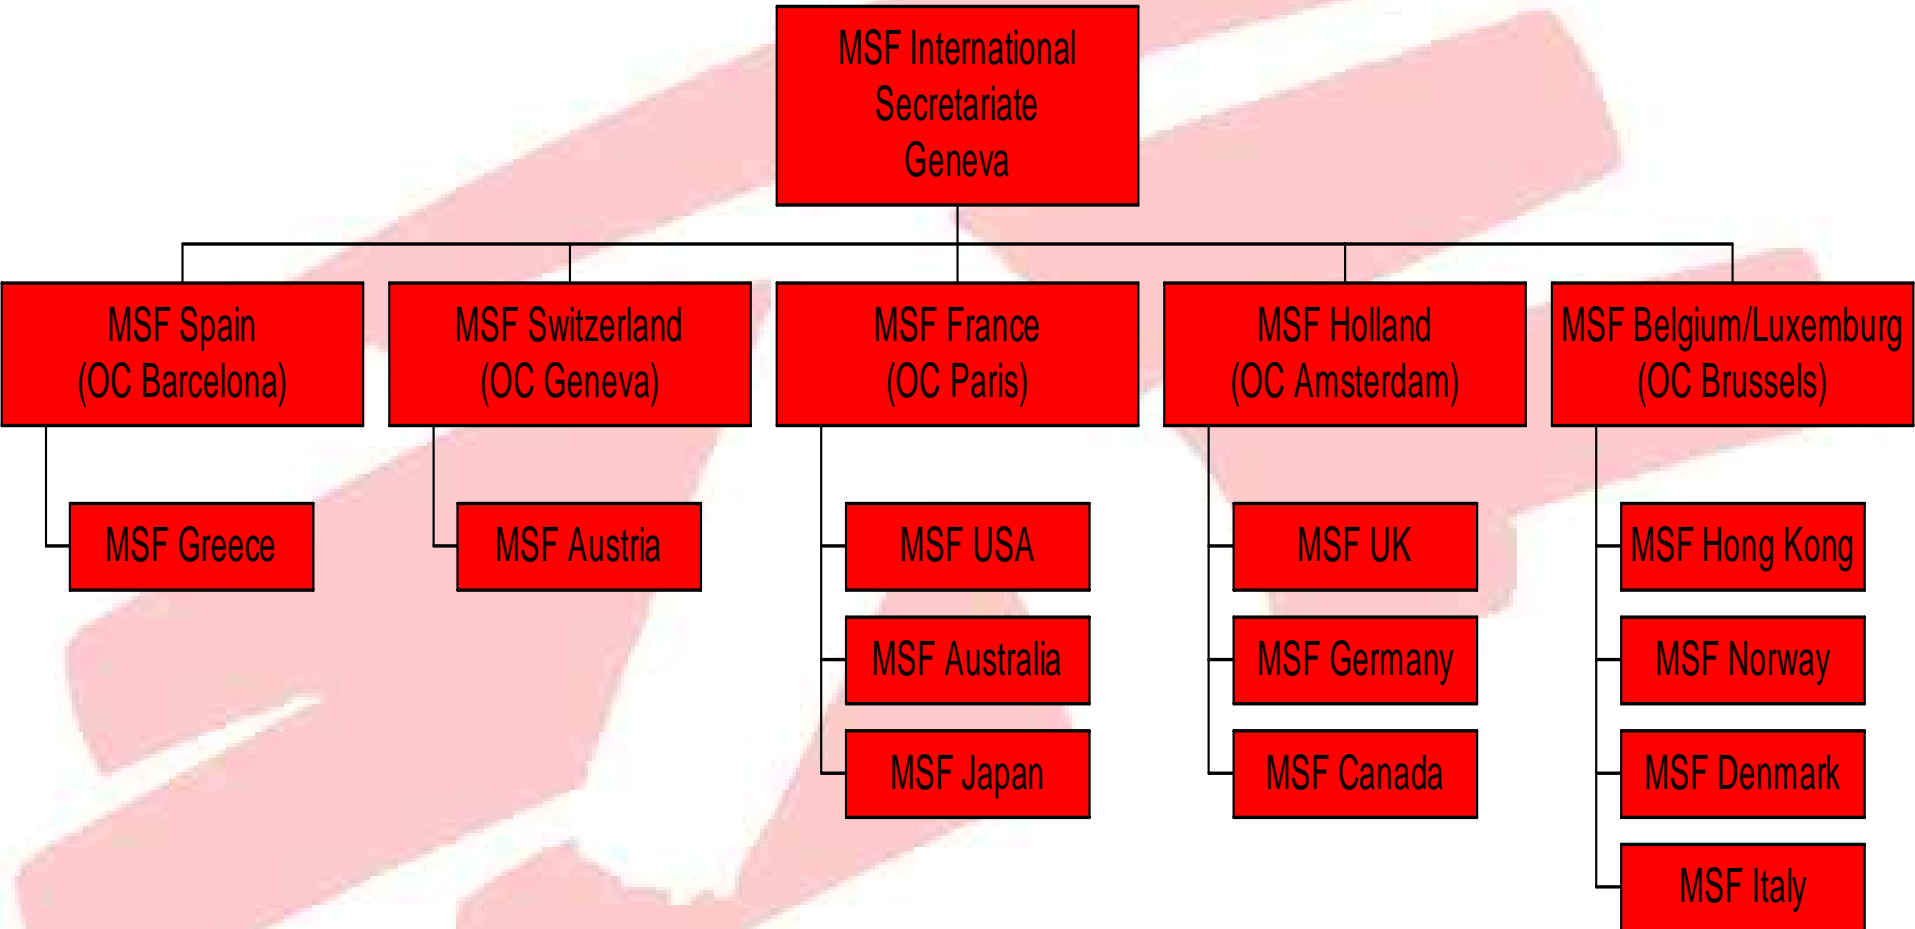 MSF International
Secretariate
Geneva
MSF Spain
(OC Barcelona)
MSF Switzerland
(OC Geneva)
MSF France
(OC Paris)
MSF Holland
(OC Amsterdam)
MSF Belgium/Luxemburg
(OC Brussels)
MSF Greece
MSF Austria
MSF USA
MSF UK
MSF Hong Kong
MSF Australia
MSF Germany
MSF Norway
MSF Japan
MSF Canada
MSF Denmark
MSF Italy